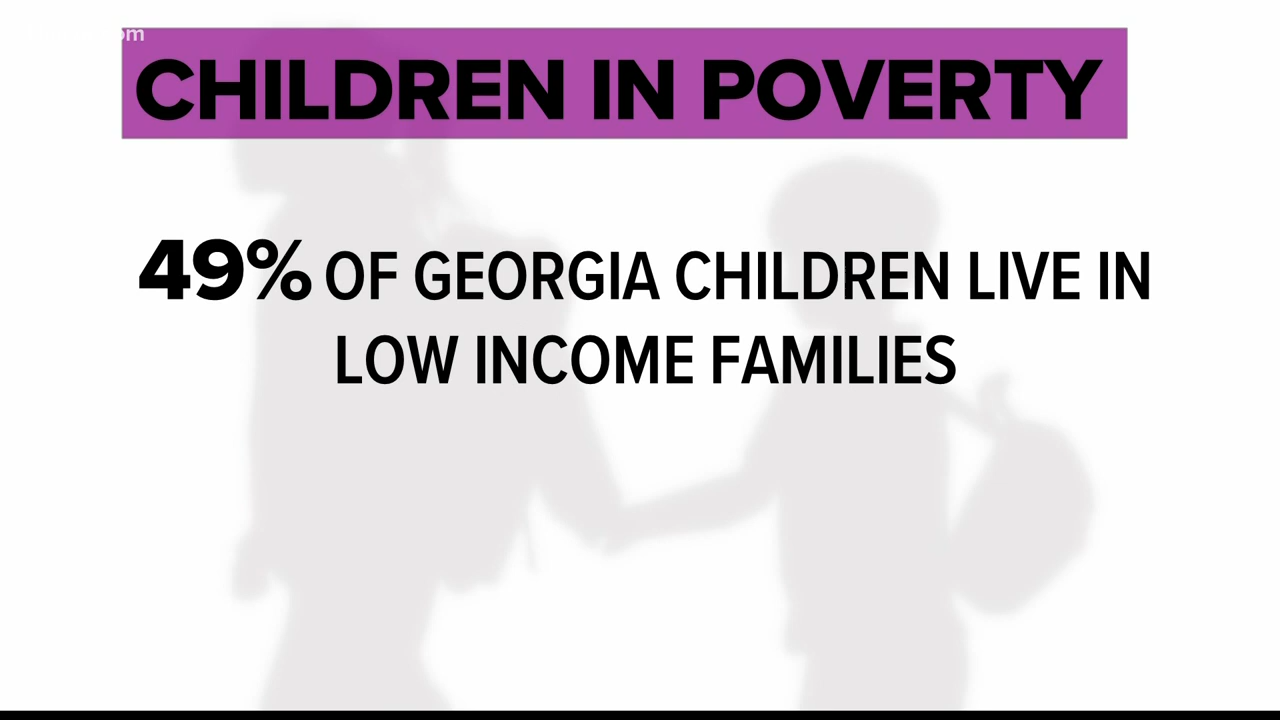 CHILDREN IN POVERTY
49% OF GEORGIA CHILDREN LIVE IN
LOW INCOME FAMILIES